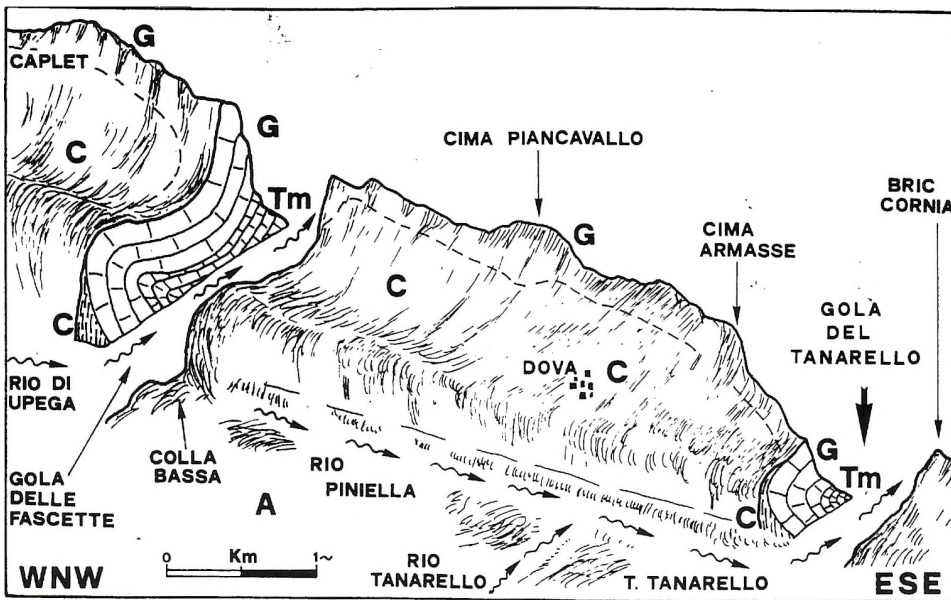 G
CAPLET
G
C
Tm
CIMA PIANCAVALLO
BRIC
CORNIA
G
CIMA
ARMASSE
C
GOLA
DEL
TANARELLO
C
DOVA
C
RIO DI
UPEGA
G
Tm
GOLA
DELLE
FASCETTE
COLLA
BASSA
RIO
PINIELLA
C
A
0 Km 1~
RIO
TANARELLO
T. TANARELLO
WNW
ESE